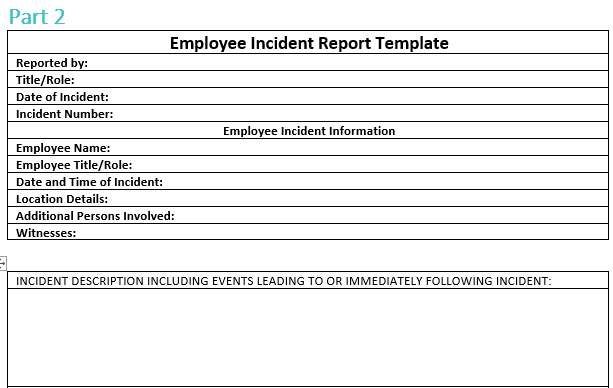 Part 2
Employee Incident Report Template
Reported by:
Title/Role:
Date of Incident:
Incident Number:
Employee Incident Information
Employee Name:
Employee Title/Role:
Date and Time of Incident:
Location Details:
Additional Persons Involved:
Witnesses:
INCIDENT DESCRIPTION INCLUDING EVENTS LEADING TO OR IMMEDIATELY FOLLOWING INCIDENT: